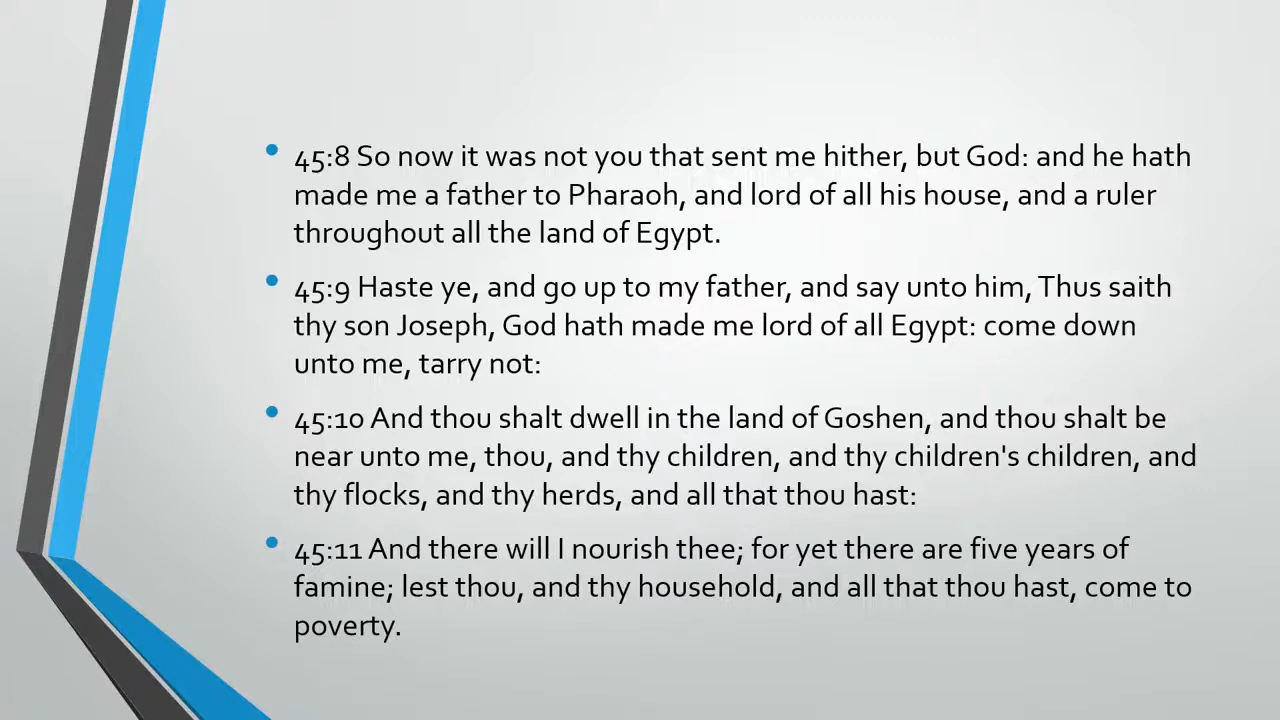 • 45:8 So now it was not you that sent me hither, but God: and he hath
made me a father to Pharaoh, and lord of all his house, and a ruler
throughout all the land of Egypt.
• 45:9 Haste ye, and go up to my father, and say unto him, Thus saith
thy son Joseph, God hath made me lord of all Egypt: come down
unto me, tarry not:
• 45:10 And thou shalt dwell in the land of Goshen, and thou shalt be
near unto me, thou, and thy children, and thy children's children, and
thy flocks, and thy herds, and all that thou hast:
• 45:11 And there will I nourish thee; for yet there are five years of
famine; lest thou, and thy household, and all that thou hast, come to
poverty.